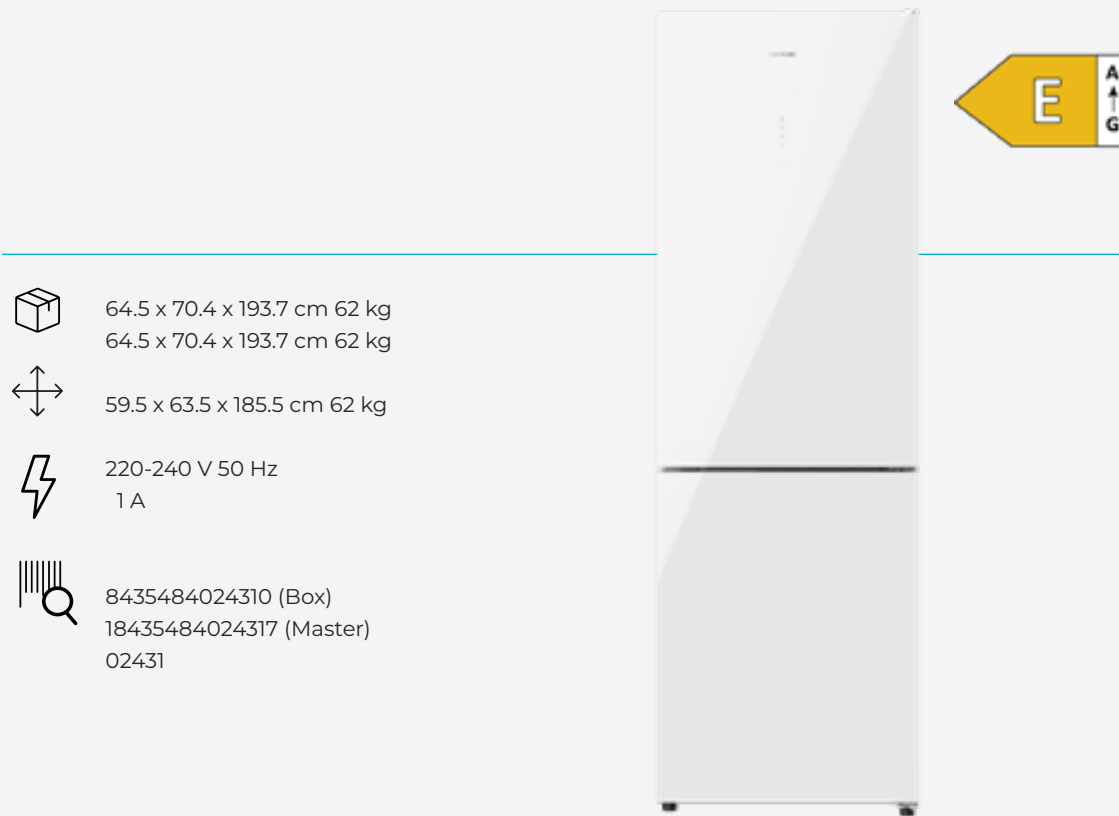 E
A
G
64.5 x 70.4 x 193.7 cm 62 kg
64.5 x 70.4 x 193.7 cm 62 kg
59.5 x 63.5 x 185.5 cm 62 kg
220-240 V 50 Hz
1 A
8435484024310 (Box)
18435484024317 (Master)
02431